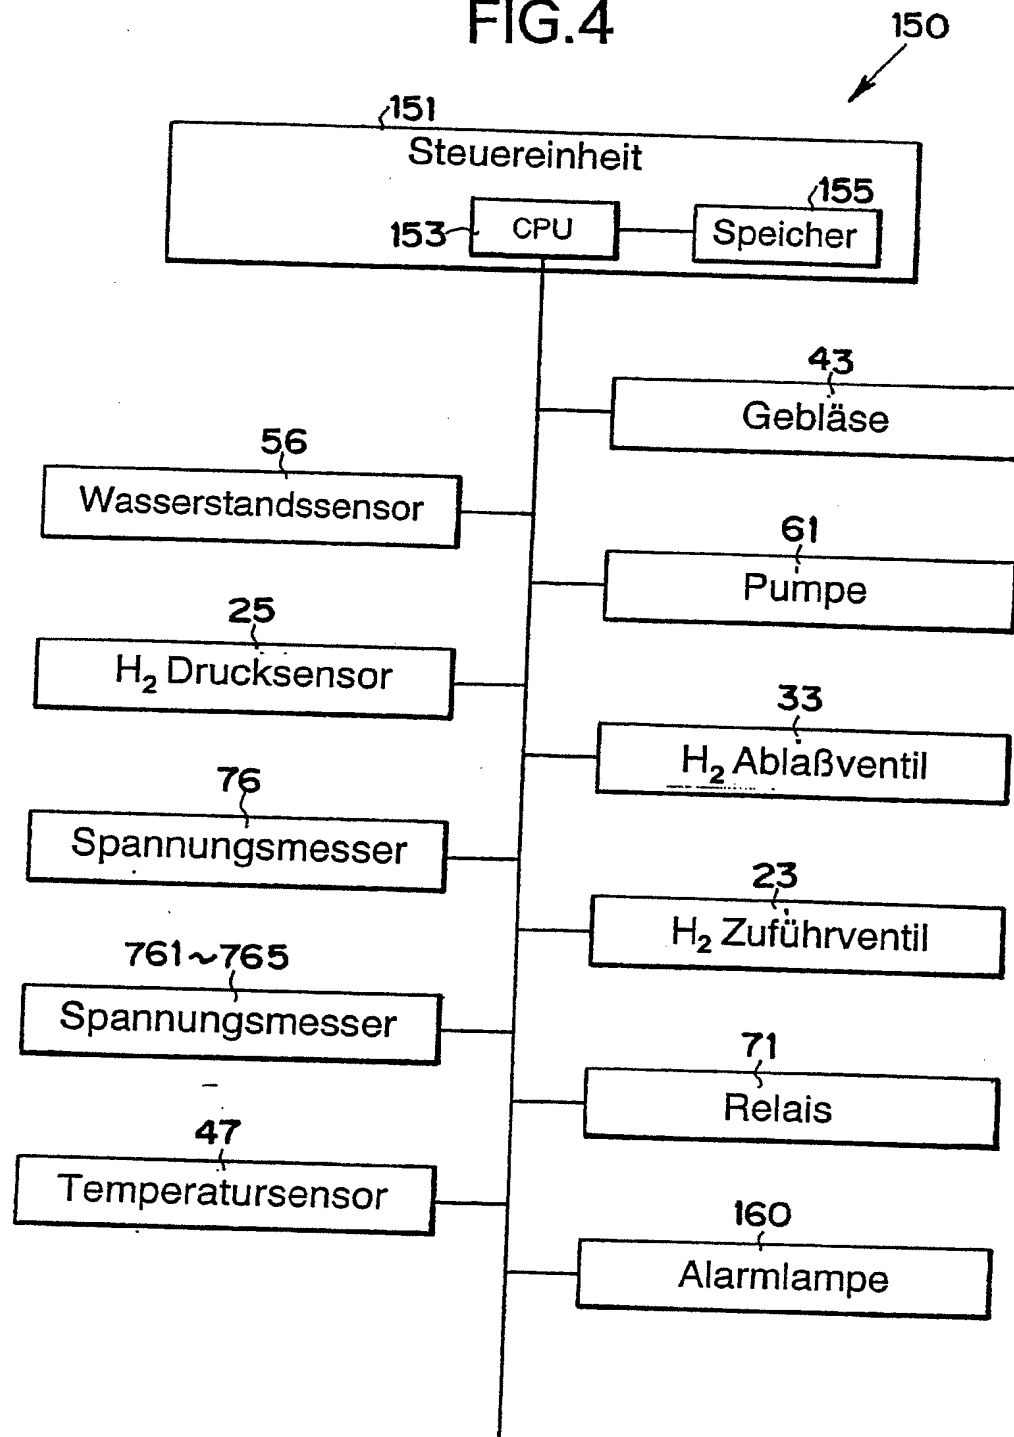 FIG.4
150
151
Steuereinheit
155
153
CPU
Speicher
43
Gebläse
56
Wasserstandssensor
61
Pumpe
25
H₂ Drucksensor
33
H₂ Ablaßventil
76
Spannungsmesser
23
H₂ Zuführventil
761~765
Spannungsmesser
71
Relais
47
Temperatursensor
160
Alarmlampe